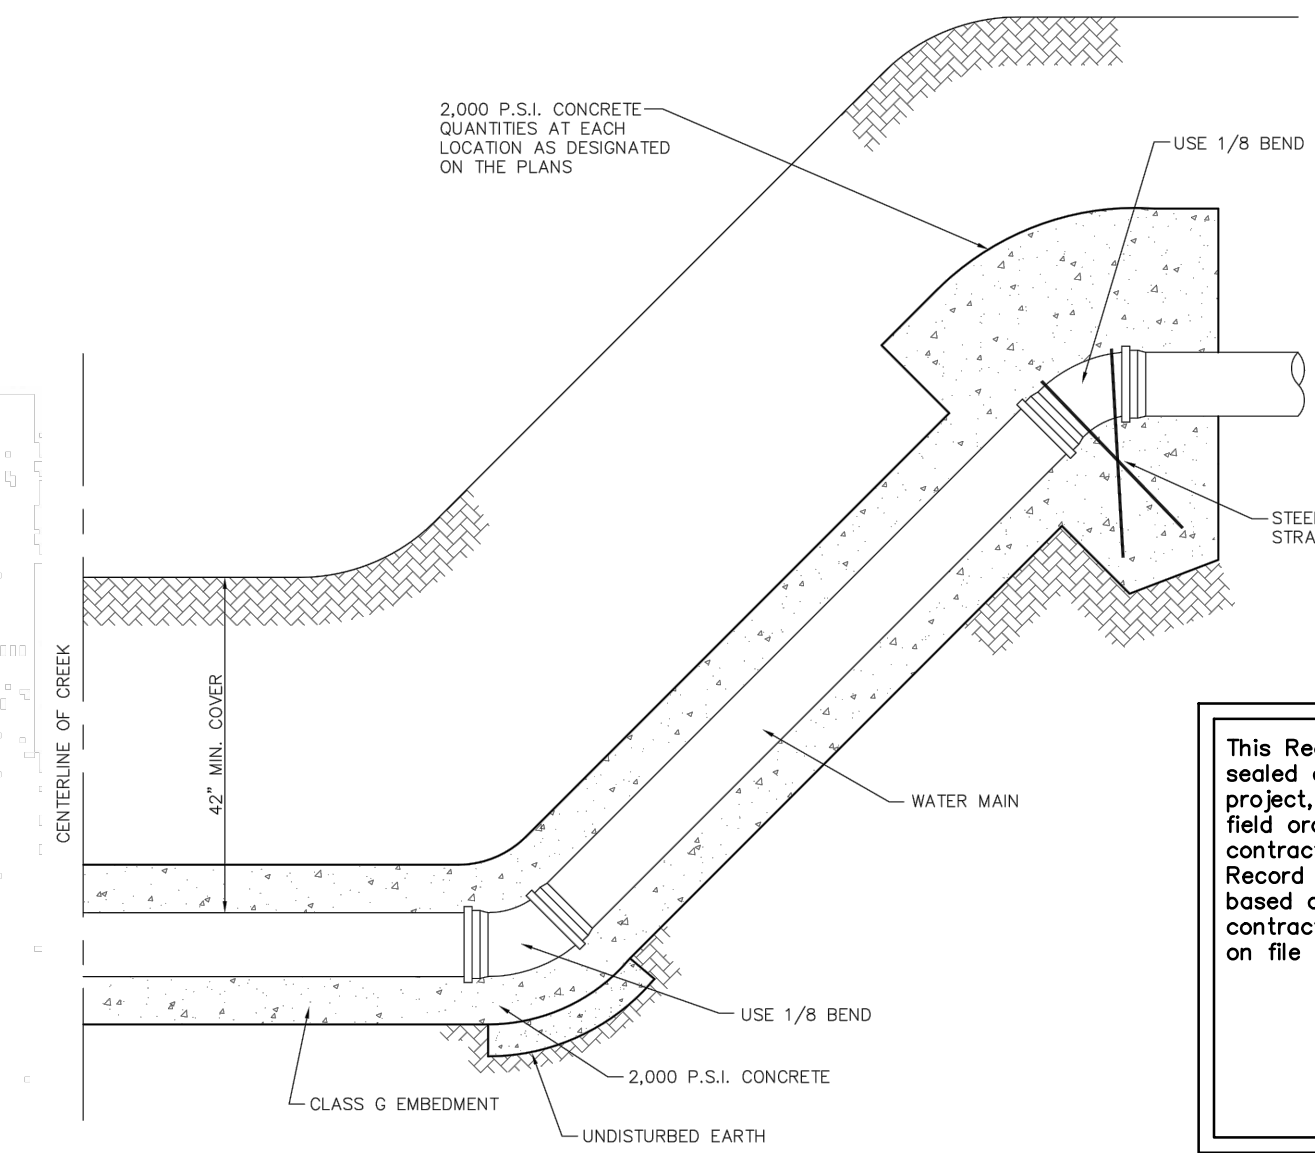 2,000 P.S.I. CONCRETE
QUANTITIES AT EACH
LOCATION AS DESIGNATED
ON THE PLANS
USE 1/8 BEND
CENTERLINE OF CREEK
42" MIN. COVER
WATER MAIN
This
sealed
project,
field
Record
based
on file
USE 1/8 BEND
2,000 P.S.I. CONCRETE
CLASS G EMBEDMENT
UNDISTURBED EARTH